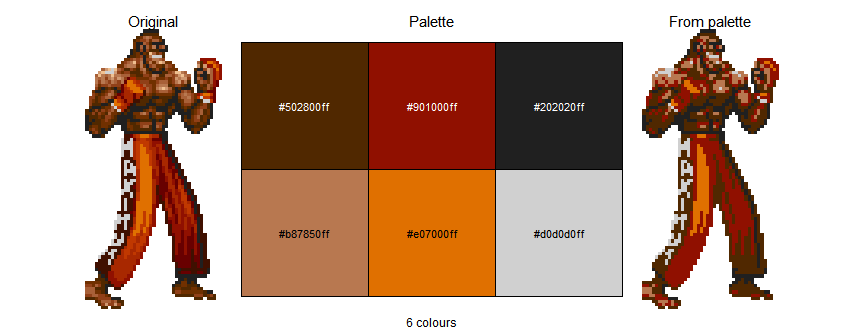 Original
Palette
From palette
#502800ff
#901000ff
#202020ff
#b87850ff
#e07000ff
#d0d0d0ff
6 colours